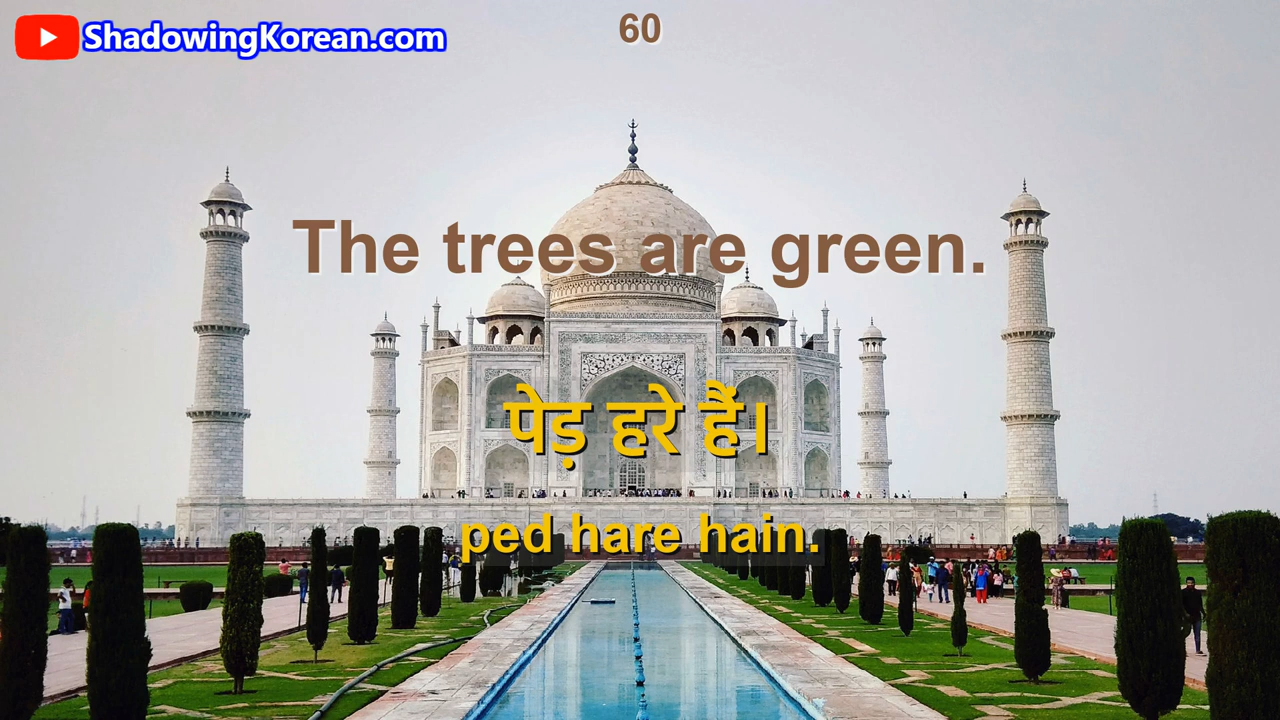 ShadowingKorean.com
60
The trees are green.
पेड़ हरे हैं।
ped hare hain.